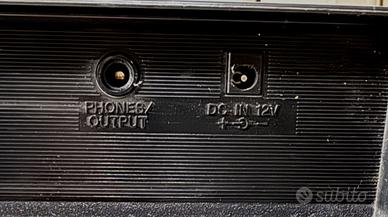 PHONES/
OUTPUT
DC IN 12V
subito